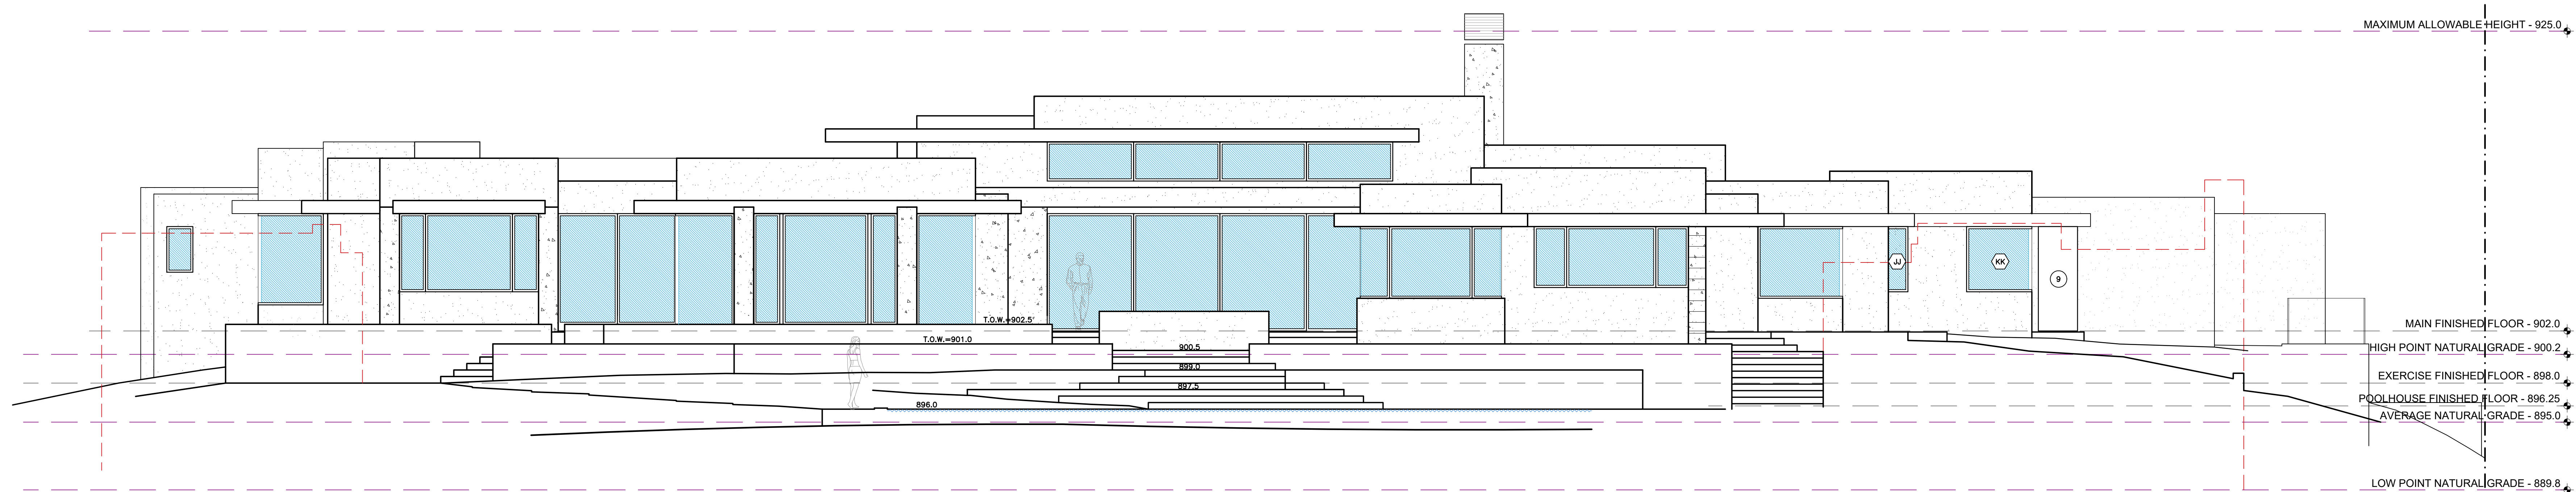 MAXIMUM ALLOWABLE HEIGHT - 925.0
JJ
KK
9
T.O.W.=902.5'
MAIN FINISHED FLOOR - 902.0
T.O.W.=901.0
900.5
HIGH POINT NATURAL GRADE - 900.2
899.0
EXERCISE FINISHED FLOOR - 898.0
897.5
POOLHOUSE FINISHED FLOOR - 896.25
896.0
AVERAGE NATURAL GRADE - 895.0
LOW POINT NATURAL GRADE - 889.8